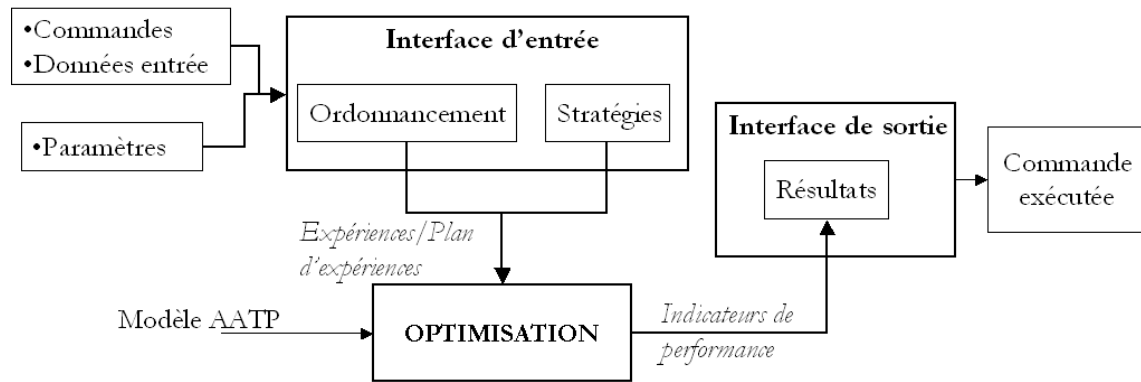 •Commandes
•Données entrée
•Paramètres
Interface d'entrée
Ordonnancement
Stratégies
Expériences/Plan
d'expériences
Modèle AATP
OPTIMISATION
Indicateurs de
performance
Interface de sortie
Résultats
Commande
exécutée